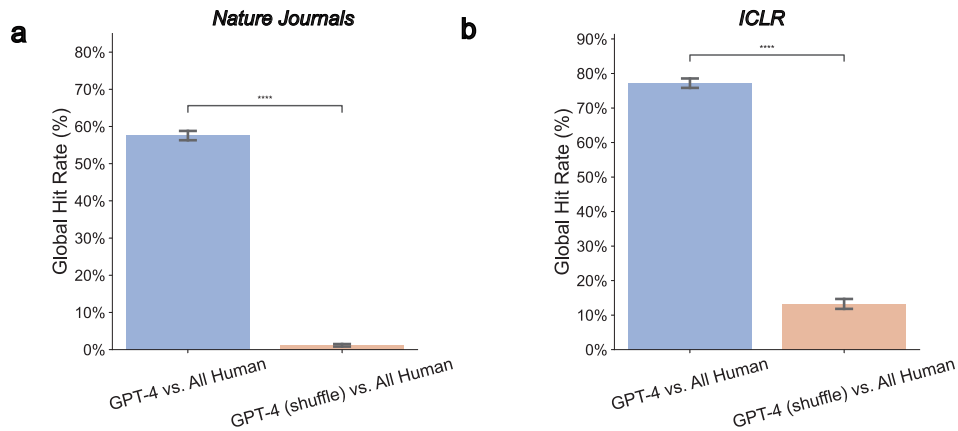 a
Nature Journals
Global Hit Rate (%)
80%
70%
60%
50%
40%
30%
20%
10%
0%
****
GPT-4 vs. All Human
GPT-4 (shuffle) vs. All Human
b
ICLR
Global Hit Rate (%)
90%
80%
70%
60%
50%
40%
30%
20%
10%
0%
****
GPT-4 vs. All Human
GPT-4 (shuffle) vs. All Human